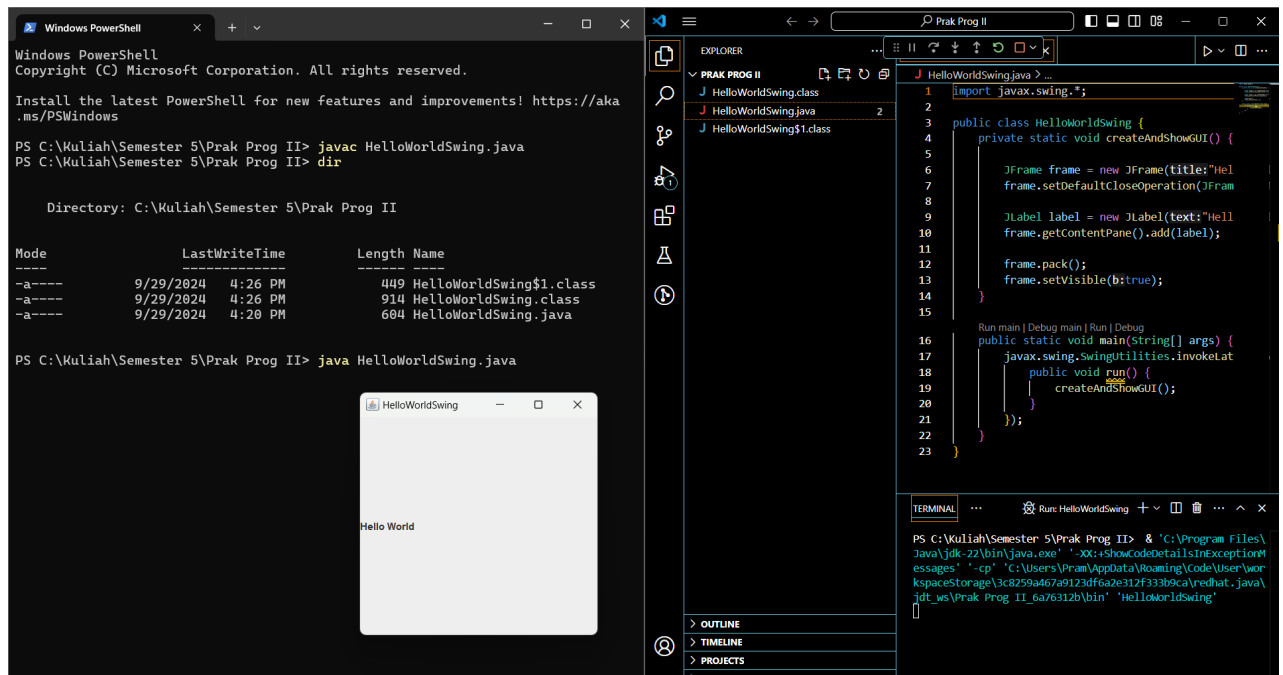 Windows PowerShell
Windows PowerShell
Copyright (C) Microsoft Corporation. All rights reserved.
Install the latest PowerShell for new features and improvements! https://aka
.ms/PSWindows
PS C:\Kuliah\Semester 5\Prak Prog II> javac HelloWorldSwing.java
PS C:\Kuliah\Semester 5\Prak Prog II> dir
Directory: C:\Kuliah\Semester 5\Prak Prog II
Mode LastWriteTime Length Name
---- ------------- ------ ----
-a---- 9/29/2024 4:26 PM 449 HelloWorldSwing$1.class
-a---- 9/29/2024 4:26 PM 914 HelloWorldSwing.class
-a---- 9/29/2024 4:20 PM 604 HelloWorldSwing.java
PS C:\Kuliah\Semester 5\Prak Prog II> java HelloWorldSwing.java
HelloWorldSwing
Hello World
Prak Prog II
EXPLORER
PRAK PROG II
J HelloWorldSwing.class
J HelloWorldSwing.java 2
J HelloWorldSwing$1.class
1
OUTLINE
TIMELINE
PROJECTS
J HelloWorldSwing.java > ...
1 import javax.swing.*;
2
3 public class HelloWorldSwing {
4 private static void createAndShowGUI() {
5
6 JFrame frame = new JFrame(title:"Hel
7 frame.setDefaultCloseOperation(JFram
8
9 JLabel label = new JLabel(text:"Hell
10 frame.getContentPane().add(label);
11
12 frame.pack();
13 frame.setVisible(b:true);
14 }
15
Run main | Debug main | Run | Debug
16 public static void main(String[] args) {
17 javax.swing.SwingUtilities.invokeLat
18 public void run() {
19 createAndShowGUI();
20 }
21 });
22 }
23 }
TERMINAL ... Run: HelloWorldSwing
PS C:\Kuliah\Semester 5\Prak Prog II> & 'C:\Program Files\
Java\jdk-22\bin\java.exe' '-XX:+ShowCodeDetailsInExceptionM
essages' '-cp' 'C:\Users\Pram\AppData\Roaming\Code\User\wor
kspaceStorage\3c8259a467a9123df6a2e312f333b9ca\redhat.java\
jdt_ws\Prak Prog II_6a76312b\bin' 'HelloWorldSwing'